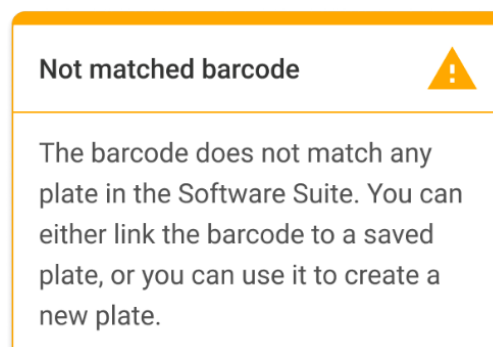 Not matched barcode
The barcode does not match any
plate in the Software Suite. You can
either link the barcode to a saved
plate, or you can use it to create a
new plate.